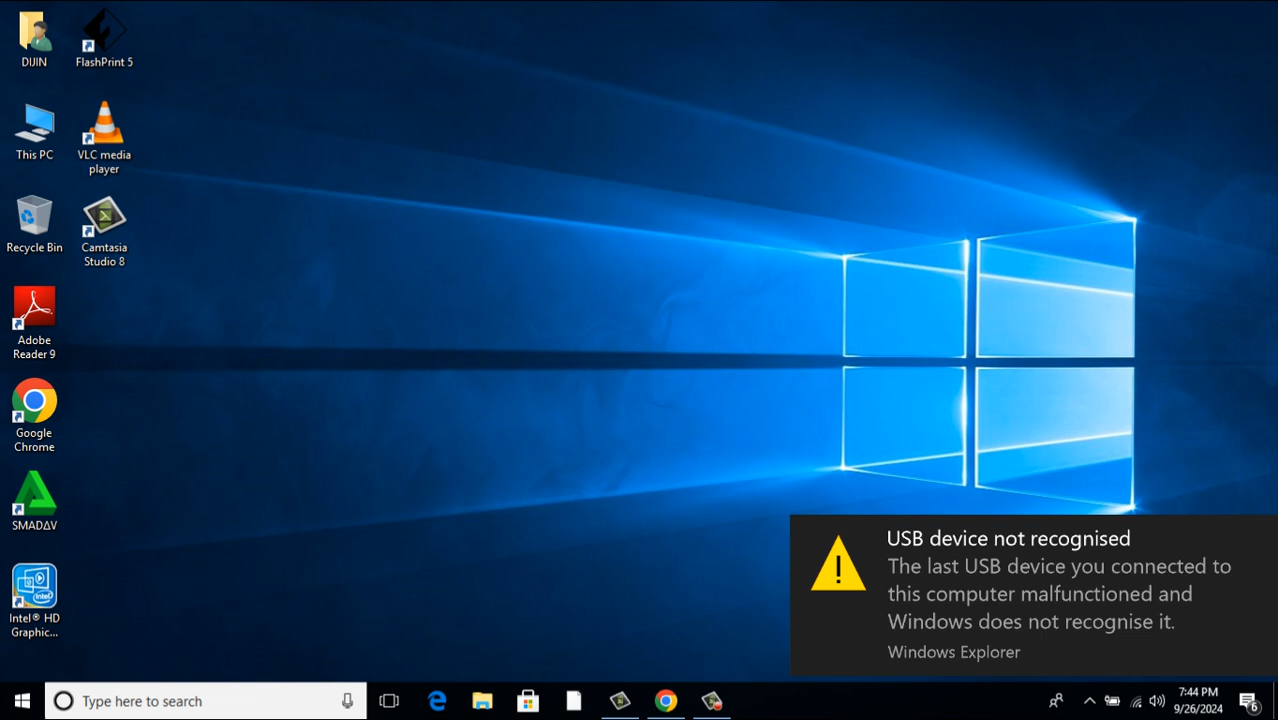 DIJIN
FlashPrint 5
This PC
VLC media
player
Recycle Bin
Camtasia
Studio 8
Adobe
Reader 9
Google
Chrome
SMADΔV
intel
Intel® HD
Graphic...
USB device not recognised
The last USB device you connected to
this computer malfunctioned and
Windows does not recognise it.
Windows Explorer
Type here to search
7:44 PM
9/26/2024
6